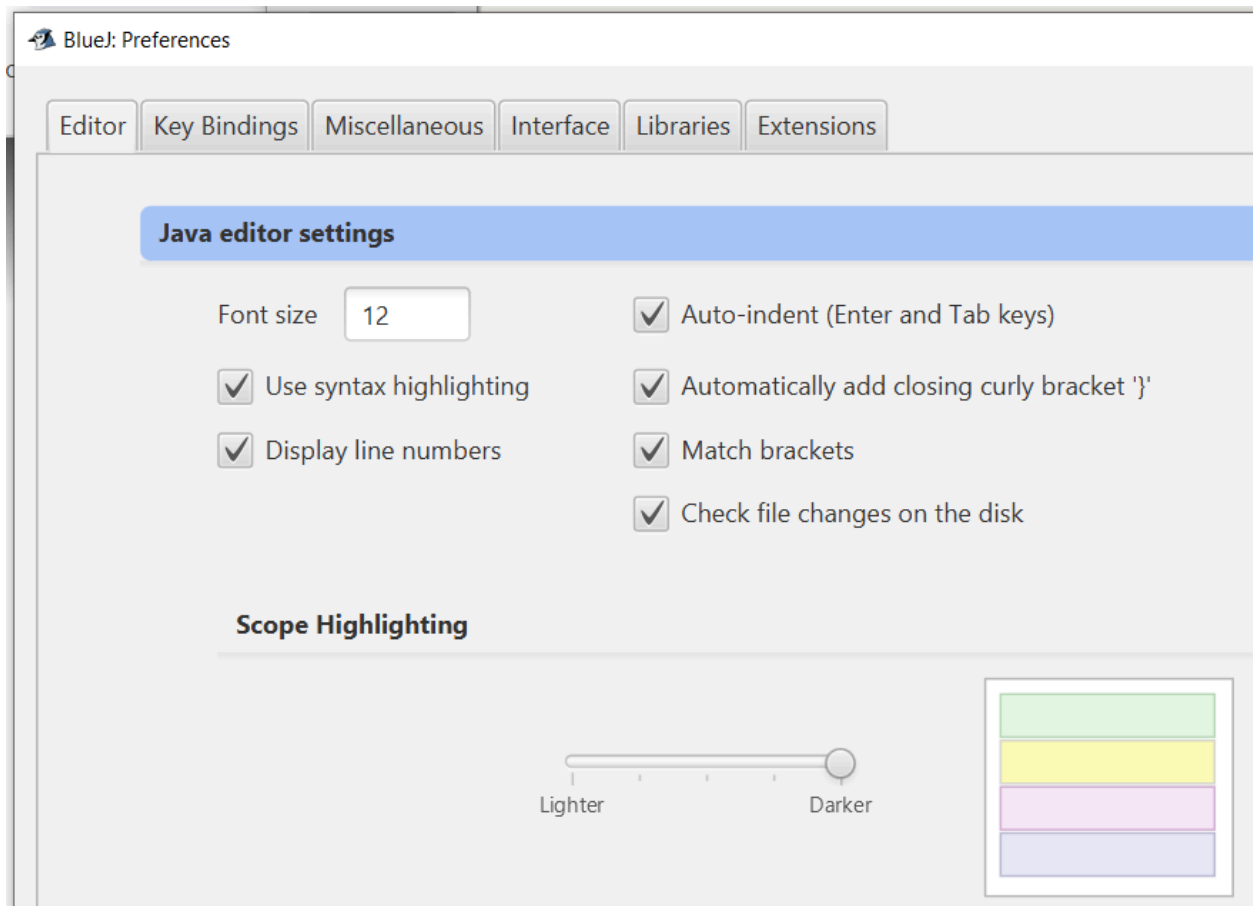 BlueJ: Preferences
Editor Key Bindings Miscellaneous Interface Libraries Extensions
Java editor settings
Font size 12 Auto-indent (Enter and Tab keys)
Use syntax highlighting Automatically add closing curly bracket '}'
Display line numbers Match brackets
Check file changes on the disk
Scope Highlighting
Lighter Darker